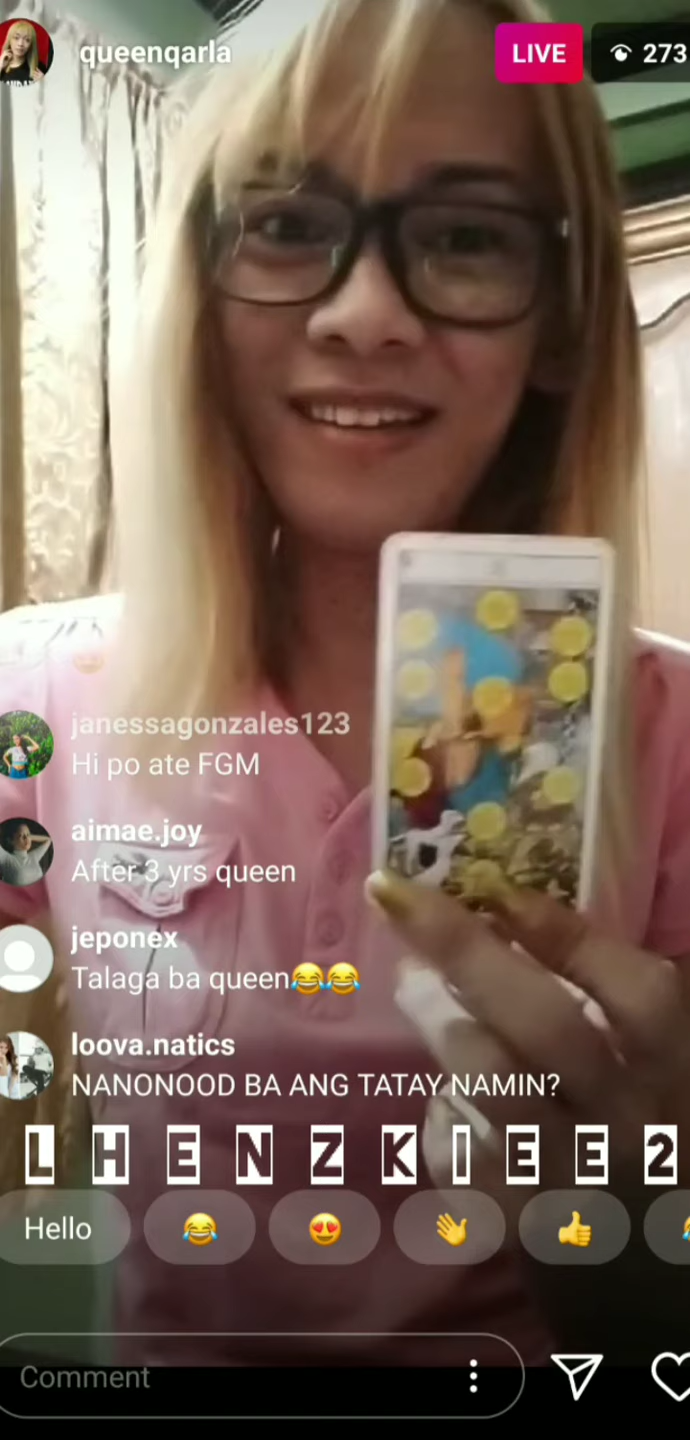 queenqarla
LIVE
273
janessagonzales123
Hi po ate FGM
aimae.joy
After 3 yrs queen
jeponex
Talaga ba queen😂😂
loova.natics
NANONOOD BA ANG TATAY NAMIN?
LHENZKIEE2
Hello
Comment